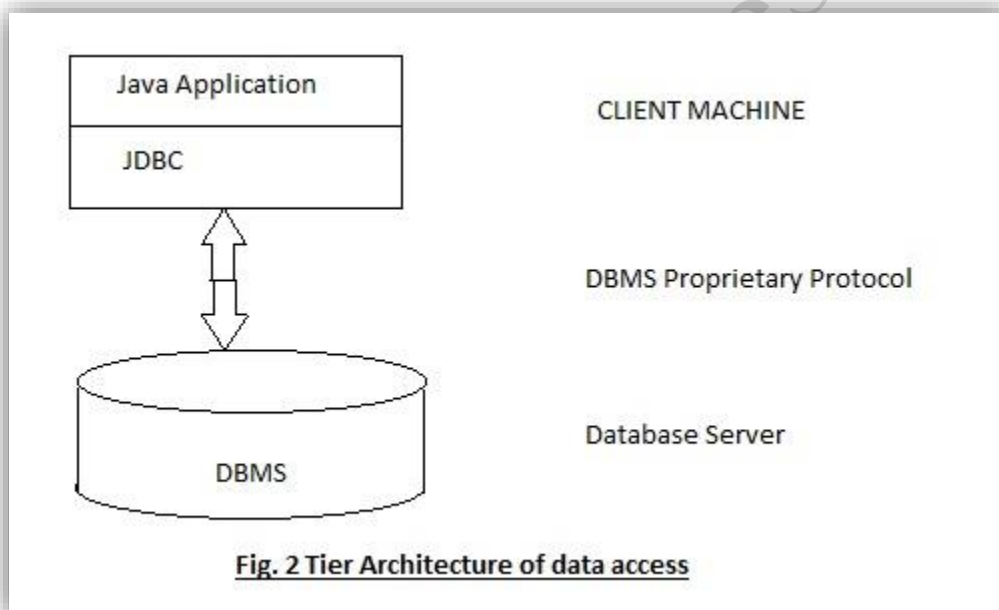 Java Application
CLIENT MACHINE
JDBC
DBMS Proprietary Protocol
Database Server
DBMS
Fig. 2 Tier Architecture of data access